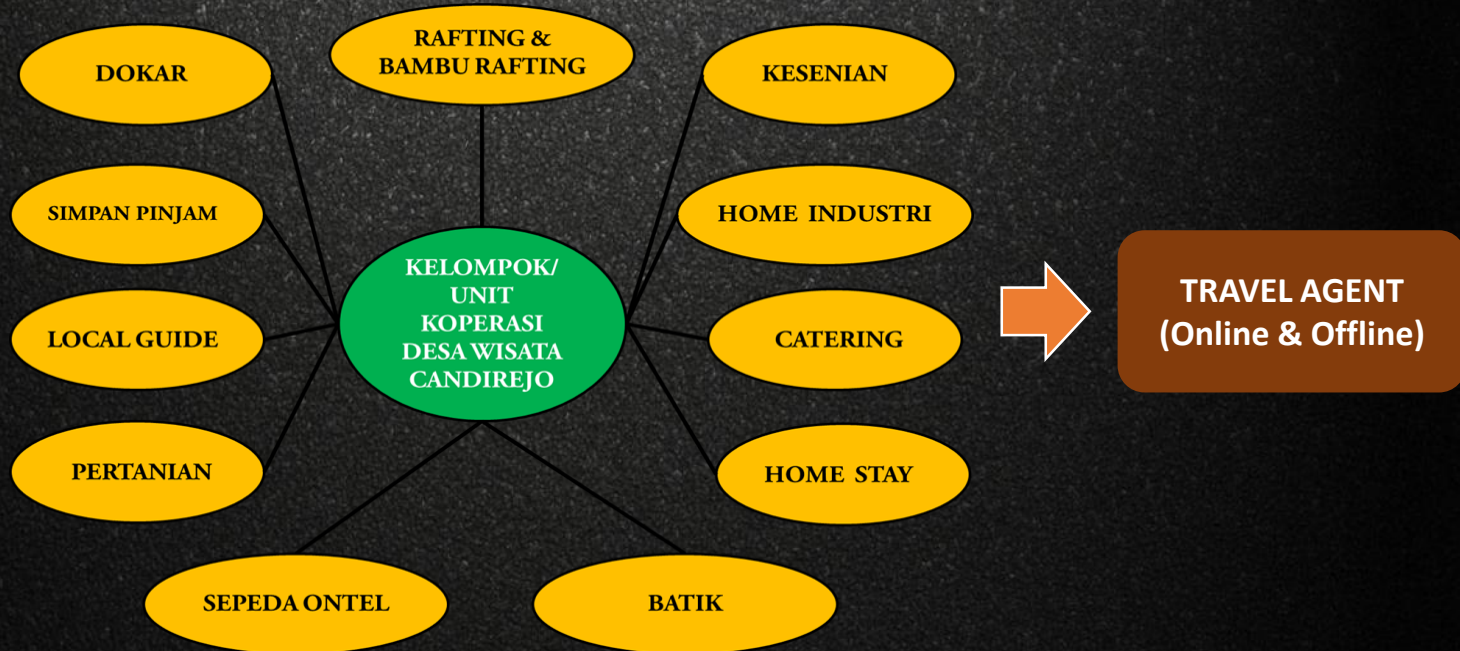 RAFTING &
BAMBU RAFTING
DOKAR
KESENIAN
SIMPAN PINJAM
HOME INDUSTRI
KELOMPOK/
UNIT
KOPERASI
DESA WISATA
CANDIREJO
TRAVEL AGENT
(Online & Offline)
LOCAL GUIDE
CATERING
PERTANIAN
HOME STAY
SEPEDA ONTEL
BATIK